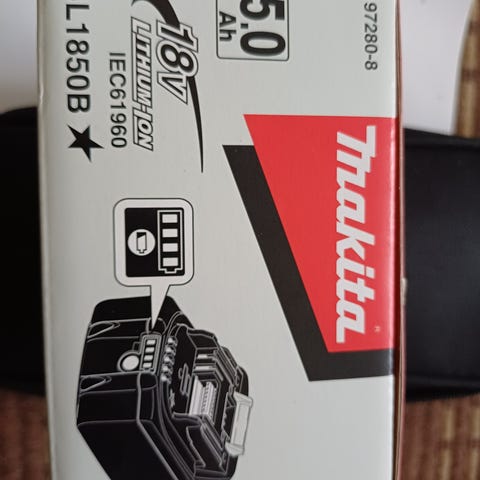 97280-8
makita
5.0
Ah
18V
LITHIUM-ION
IEC61960
L1850B★